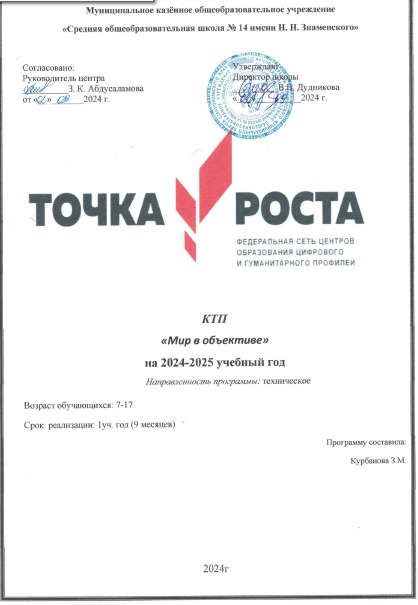 Муниципальное казённое общеобразовательное учреждение
«Средняя общеобразовательная школа № 14 имени Н. Н. Знаменского»
Согласовано:
Руководитель центра
З. К. Абдусаламова
от « » 2024 г.
Утверждаю:
Директор школы
В.В. Дудникова
« » 2024 г.
ТОЧКА РОСТА
ФЕДЕРАЛЬНАЯ СЕТЬ ЦЕНТРОВ
ОБРАЗОВАНИЯ ЦИФРОВОГО
И ГУМАНИТАРНОГО ПРОФИЛЕЙ
КТП
«Мир в объективе»
на 2024-2025 учебный год
Направленность программы: техническое
Возраст обучающихся: 7-17
Срок реализации: 1уч. год (9 месяцев)
Программу составила:
Курбанова З.М.
2024г